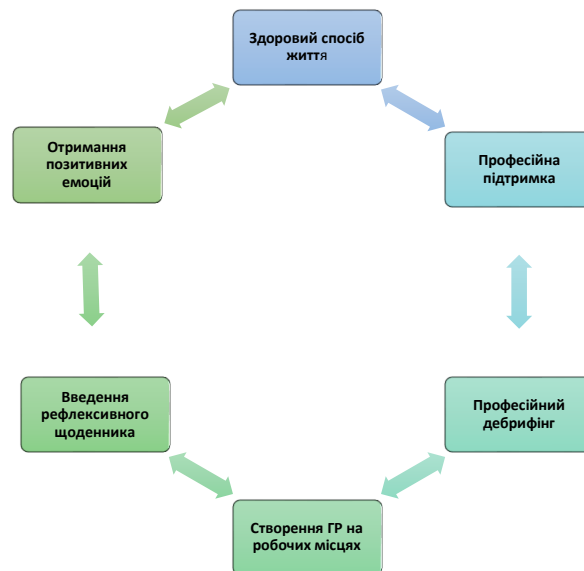 Здоровий спосіб
життя
Отримання
позитивних
емоцій
Професійна
підтримка
Введення
рефлексивного
щоденника
Професійний
дебрифінг
Створення ГР на
робочих місцях